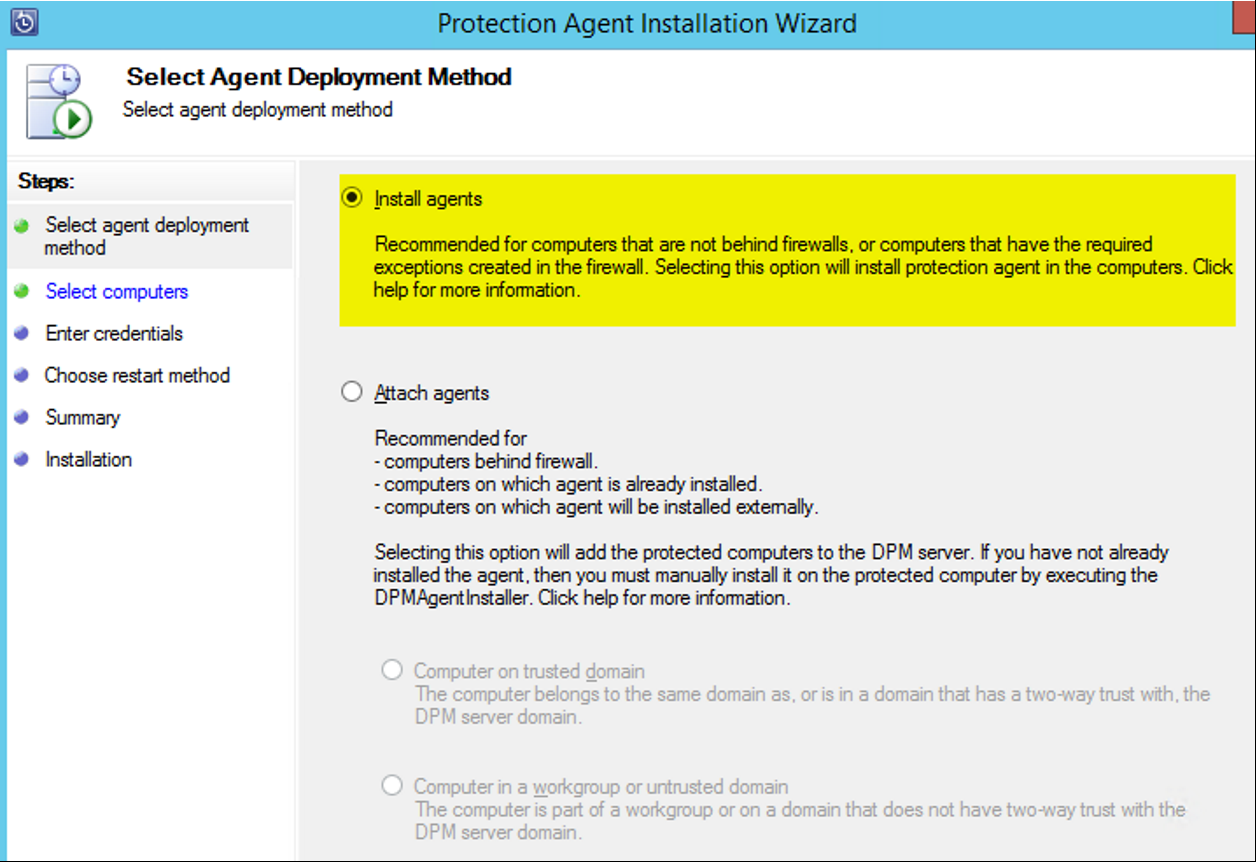 Protection Agent Installation Wizard
Select Agent Deployment Method
Select agent deployment method
Steps:
Select agent deployment
method
Select computers
Enter credentials
Choose restart method
Summary
Installation
Install agents
Recommended for computers that are not behind firewalls, or computers that have the required
exceptions created in the firewall. Selecting this option will install protection agent in the computers. Click
help for more information.
Attach agents
Recommended for
- computers behind firewall.
- computers on which agent is already installed.
- computers on which agent will be installed externally.
Selecting this option will add the protected computers to the DPM server. If you have not already
installed the agent, then you must manually install it on the protected computer by executing the
DPMAgentInstaller. Click help for more information.
Computer on trusted domain
The computer belongs to the same domain as, or is in a domain that has a two-way trust with, the
DPM server domain.
Computer in a workgroup or untrusted domain
The computer is part of a workgroup or on a domain that does not have two-way trust with the
DPM server domain.